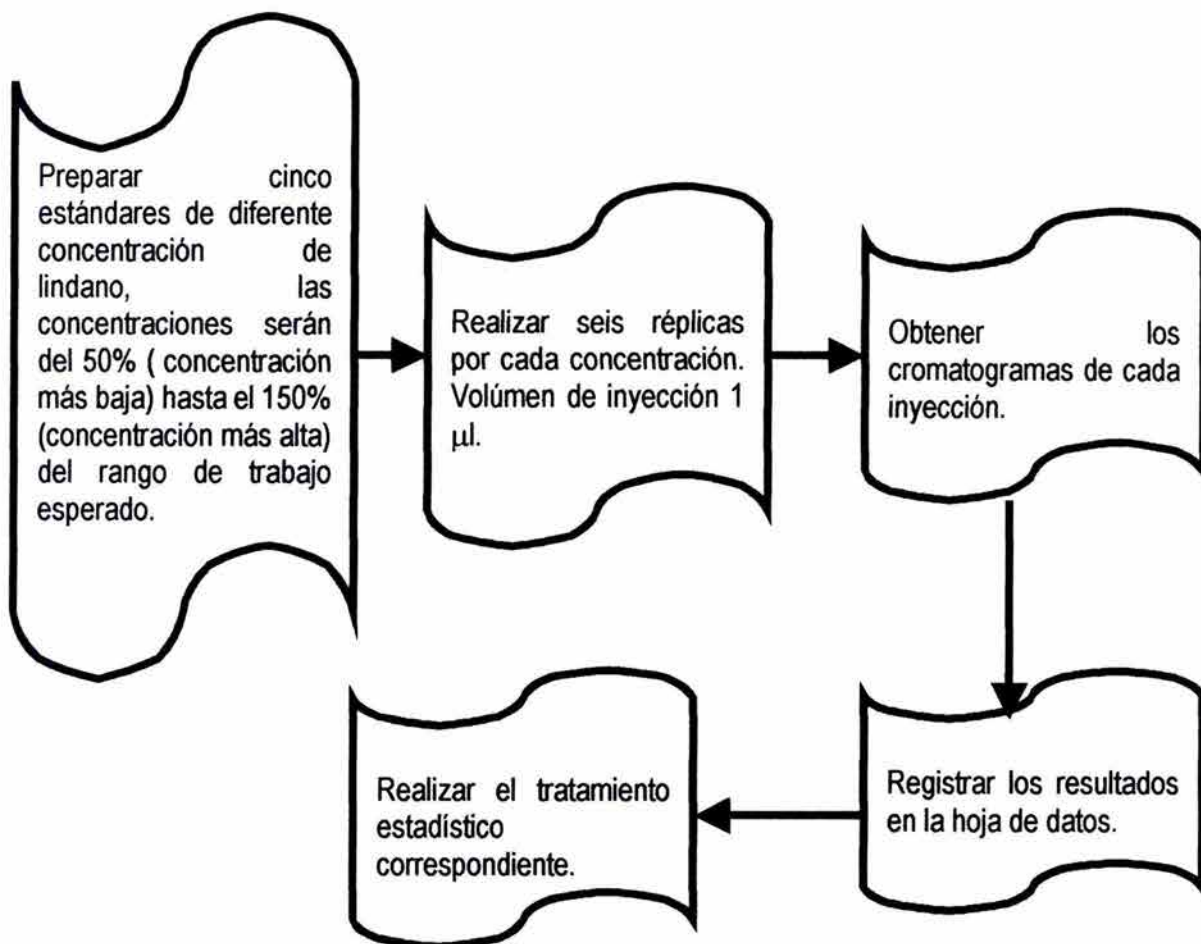 Preparar cinco
estándares de diferente
concentración de
lindano, las
concentraciones serán
del 50% ( concentración
más baja) hasta el 150%
(concentración más alta)
del rango de trabajo
esperado.
Realizar seis réplicas
por cada concentración.
Volúmen de inyección 1
µl.
Obtener los
cromatogramas de cada
inyección.
Registrar los resultados
en la hoja de datos.
Realizar el tratamiento
estadístico
correspondiente.